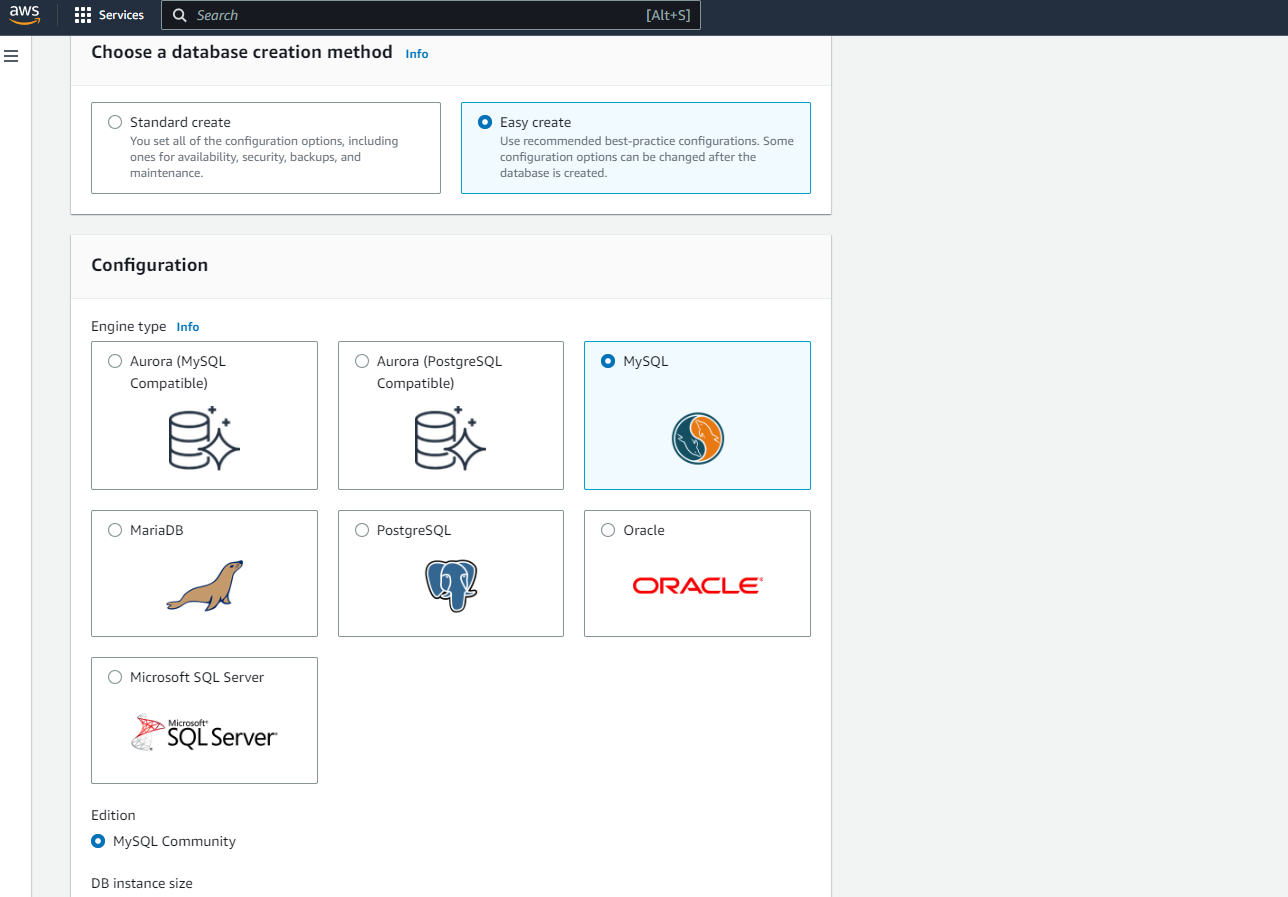 aws
Services
Search
[Alt+S]
Choose a database creation method Info
Standard create
You set all of the configuration options, including
ones for availability, security, backups, and
maintenance.
Easy create
Use recommended best-practice configurations. Some
configuration options can be changed after the
database is created.
Configuration
Engine type Info
Aurora (MySQL
Compatible)
Aurora (PostgreSQL
Compatible)
MySQL
MariaDB
PostgreSQL
Oracle
ORACLE®
Microsoft SQL Server
Microsoft®
SQL Server
Edition
MySQL Community
DB instance size